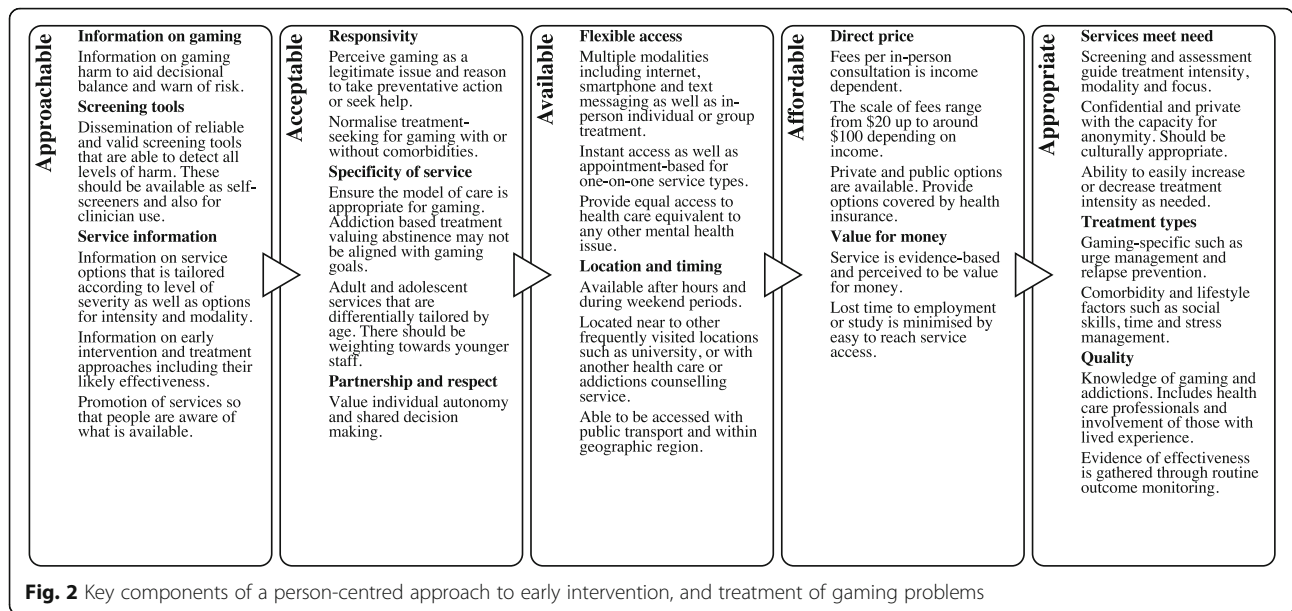 Approachable
Information on gaming
Information on gaming
harm to aid decisional
balance and warn of risk.
Screening tools
Dissemination of reliable
and valid screening tools
that are able to detect all
levels of harm. These
should be available as self-
screeners and also for
clinician use.
Service information
Information on service
options that is tailored
according to level of
severity as well as options
for intensity and modality.
Information on early
intervention and treatment
approaches including their
likely effectiveness.
Promotion of services so
that people are aware of
what is available.
Acceptable
Responsivity
Perceive gaming as a
legitimate issue and reason
to take preventative action
or seek help.
Normalise treatment-
seeking for gaming with or
without comorbidities.
Specificity of service
Ensure the model of care is
appropriate for gaming.
Addiction based treatment
valuing abstinence may not
be aligned with gaming
goals.
Adult and adolescent
services that are
differentially tailored by
age. There should be
weighting towards younger
staff.
Partnership and respect
Value individual autonomy
and shared decision
making.
Available
Flexible access
Multiple modalities
including internet,
smartphone and text
messaging as well as in-
person individual or group
treatment.
Instant access as well as
appointment-based for
one-on-one service types.
Provide equal access to
health care equivalent to
any other mental health
issue.
Location and timing
Available after hours and
during weekend periods.
Located near to other
frequently visited locations
such as university, or with
another health care or
addictions counselling
service.
Able to be accessed with
public transport and within
geographic region.
Affordable
Direct price
Fees per in-person
consultation is income
dependent.
The scale of fees range
from $20 up to around
$100 depending on
income.
Private and public options
are available. Provide
options covered by health
insurance.
Value for money
Service is evidence-based
and perceived to be value
for money.
Lost time to employment
or study is minimised by
easy to reach service
access.
Appropriate
Services meet need
Screening and assessment
guide treatment intensity,
modality and focus.
Confidential and private
with the capacity for
anonymity. Should be
culturally appropriate.
Ability to easily increase
or decrease treatment
intensity as needed.
Treatment types
Gaming-specific such as
urge management and
relapse prevention.
Comorbidity and lifestyle
factors such as social
skills, time and stress
management.
Quality
Knowledge of gaming and
addictions. Includes health
care professionals and
involvement of those with
lived experience.
Evidence of effectiveness
is gathered through routine
outcome monitoring.
Fig. 2 Key components of a person-centred approach to early intervention, and treatment of gaming problems